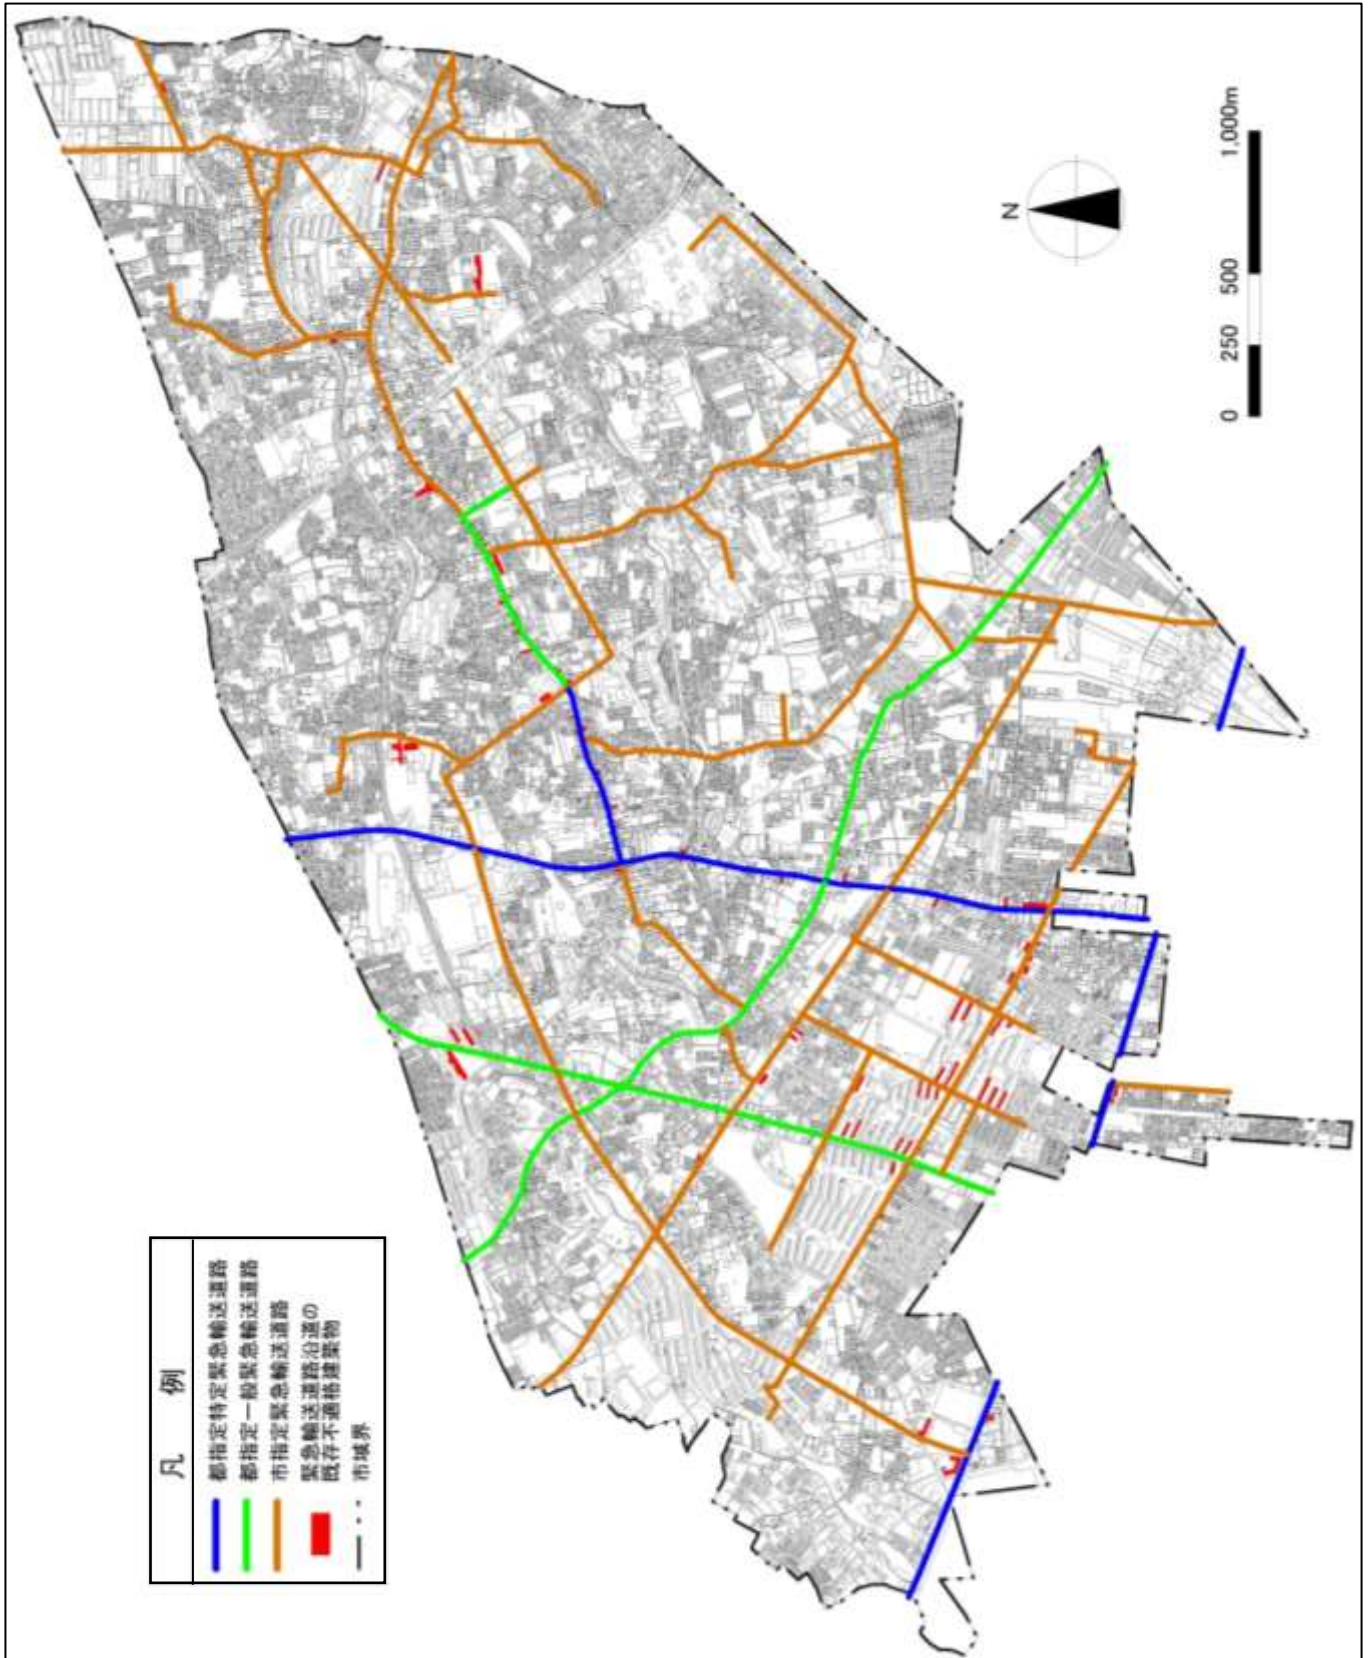 凡 例
都指定特定緊急輸送道路
都指定一般緊急輸送道路
市指定緊急輸送道路
緊急輸送道路沿道の
既存不適格建築物
市域界
N
0 250 500 1,000m